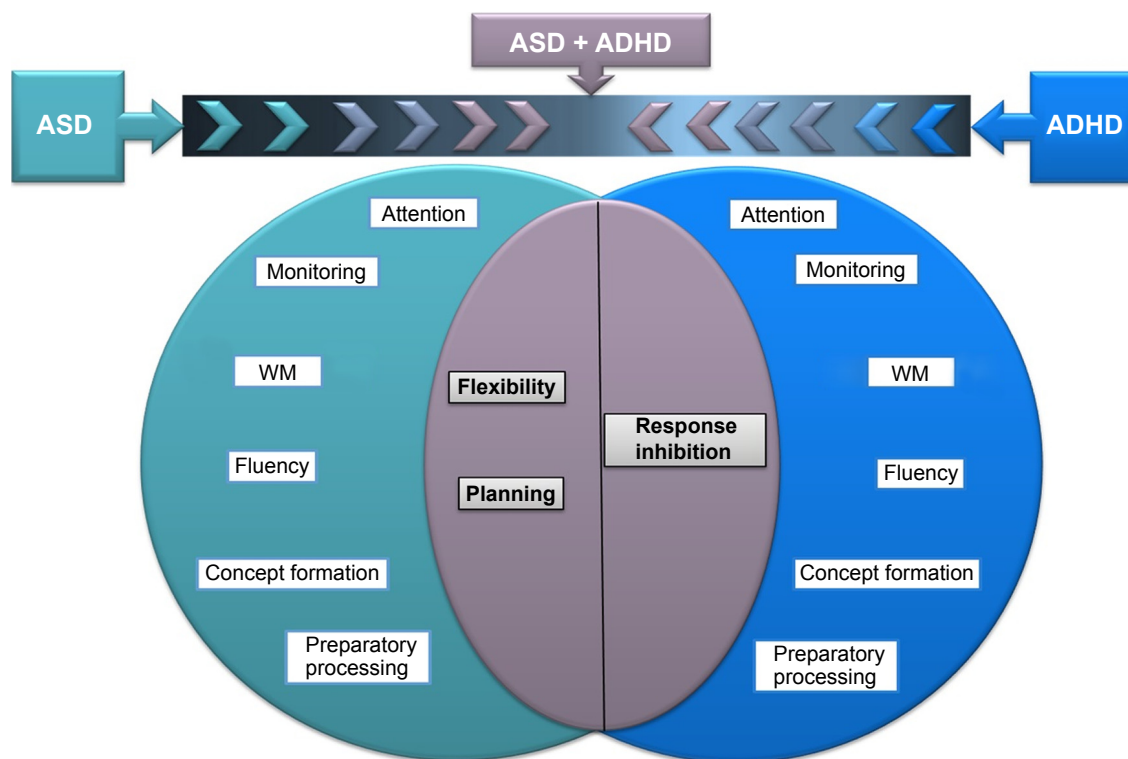 ASD + ADHD
ASD
ADHD
Attention
Attention
Monitoring
Monitoring
WM
WM
Flexibility
Response
inhibition
Fluency
Fluency
Planning
Concept formation
Concept formation
Preparatory
processing
Preparatory
processing